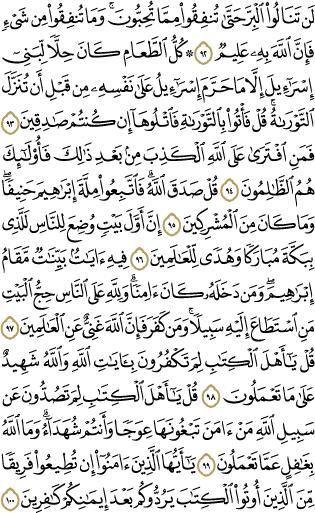 لَن تَنَالُوا۟ ٱلْبِرَّ حَتَّىٰ تُنفِقُوا۟ مِمَّا تُحِبُّونَ ۚ وَمَا تُنفِقُوا۟ مِن شَىْءٍ
فَإِنَّ ٱللَّهَ بِهِۦ عَلِيمٌ ٩٢ ۞ كُلُّ ٱلطَّعَامِ كَانَ حِلًّا لِّبَنِىٓ
إِسْرَٰٓءِيلَ إِلَّا مَا حَرَّمَ إِسْرَٰٓءِيلُ عَلَىٰ نَفْسِهِۦ مِن قَبْلِ أَن تُنَزَّلَ
ٱلتَّوْرَىٰةُ ۗ قُلْ فَأْتُوا۟ بِٱلتَّوْرَىٰةِ فَٱتْلُوهَآ إِن كُنتُمْ صَٰدِقِينَ ٩٣
فَمَنِ ٱفْتَرَىٰ عَلَى ٱللَّهِ ٱلْكَذِبَ مِنۢ بَعْدِ ذَٰلِكَ فَأُو۟لَٰٓئِكَ
هُمُ ٱلظَّٰلِمُونَ ٩٤ قُلْ صَدَقَ ٱللَّهُ ۗ فَٱتَّبِعُوا۟ مِلَّةَ إِبْرَٰهِيمَ حَنِيفًا ۖ
وَمَا كَانَ مِنَ ٱلْمُشْرِكِينَ ٩٥ إِنَّ أَوَّلَ بَيْتٍ وُضِعَ لِلنَّاسِ لَلَّذِى
بِبَكَّةَ مُبَارَكًا وَهُدًى لِّلْعَٰلَمِينَ ٩٦ فِيهِ ءَايَٰتٌۢ بَيِّنَٰتٌ مَّقَامُ
إِبْرَٰهِيمَ ۖ وَمَن دَخَلَهُۥ كَانَ ءَامِنًا ۗ وَلِلَّهِ عَلَى ٱلنَّاسِ حِجُّ ٱلْبَيْتِ
مَنِ ٱسْتَطَاعَ إِلَيْهِ سَبِيلًا ۚ وَمَن كَفَرَ فَإِنَّ ٱللَّهَ غَنِىٌّ عَنِ ٱلْعَٰلَمِينَ ٩٧
قُلْ يَٰٓأَهْلَ ٱلْكِتَٰبِ لِمَ تَكْفُرُونَ بِـَٔايَٰتِ ٱللَّهِ وَٱللَّهُ شَهِيدٌ
عَلَىٰ مَا تَعْمَلُونَ ٩٨ قُلْ يَٰٓأَهْلَ ٱلْكِتَٰبِ لِمَ تَصُدُّونَ عَن
سَبِيلِ ٱللَّهِ مَنْ ءَامَنَ تَبْغُونَهَا عِوَجًا وَأَنتُمْ شُهَدَآءُ ۗ وَمَا ٱللَّهُ
بِغَٰفِلٍ عَمَّا تَعْمَلُونَ ٩٩ يَٰٓأَيُّهَا ٱلَّذِينَ ءَامَنُوٓا۟ إِن تُطِيعُوا۟ فَرِيقًا
مِّنَ ٱلَّذِينَ أُوتُوا۟ ٱلْكِتَٰبَ يَرُدُّوكُم بَعْدَ إِيمَٰنِكُمْ كَٰفِرِينَ ١٠٠